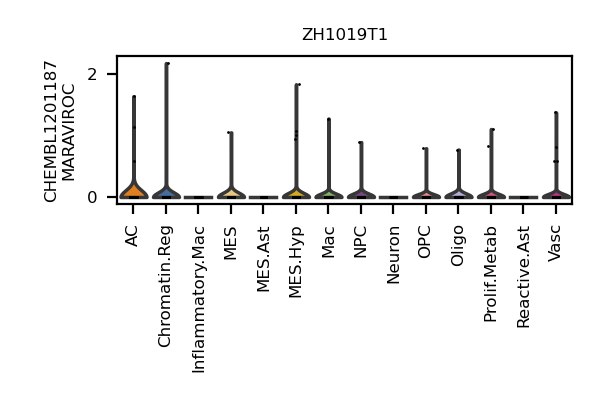 ZH1019T1
CHEMBL1201187
MARAVIROC
2
0
AC
Chromatin.Reg
Inflammatory.Mac
MES
MES.Ast
MES.Hyp
Mac
NPC
Neuron
OPC
Oligo
Prolif.Metab
Reactive.Ast
Vasc